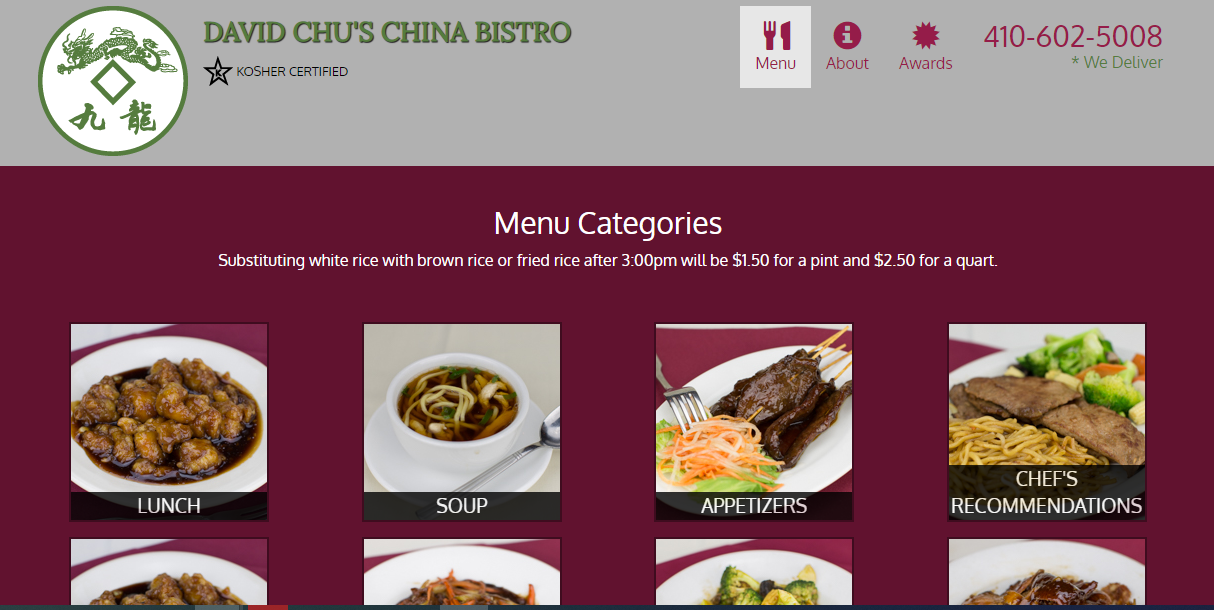 DAVID CHU'S CHINA BISTRO
KOSHER CERTIFIED
K
九龍
Menu
About
Awards
410-602-5008
* We Deliver
Menu Categories
Substituting white rice with brown rice or fried rice after 3:00pm will be $1.50 for a pint and $2.50 for a quart.
LUNCH
SOUP
APPETIZERS
CHEF'S
RECOMMENDATIONS